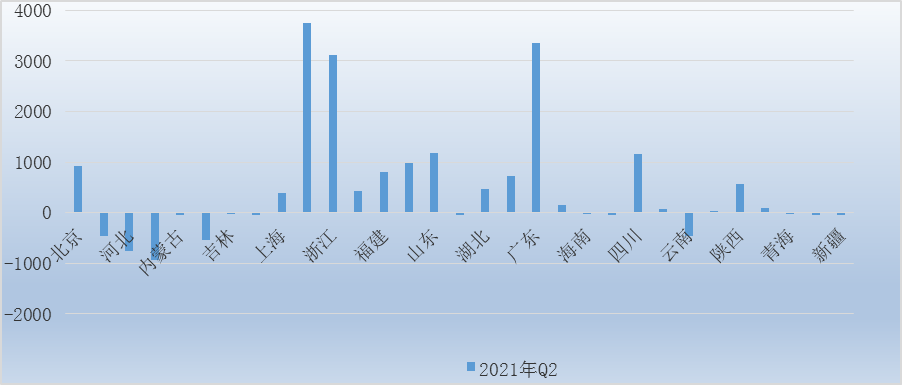 4000
3000
2000
1000
0
-1000
-2000
北京
河北
内蒙古
吉林
上海
浙江
福建
山东
湖北
广东
海南
四川
云南
陕西
青海
新疆
2021年Q2